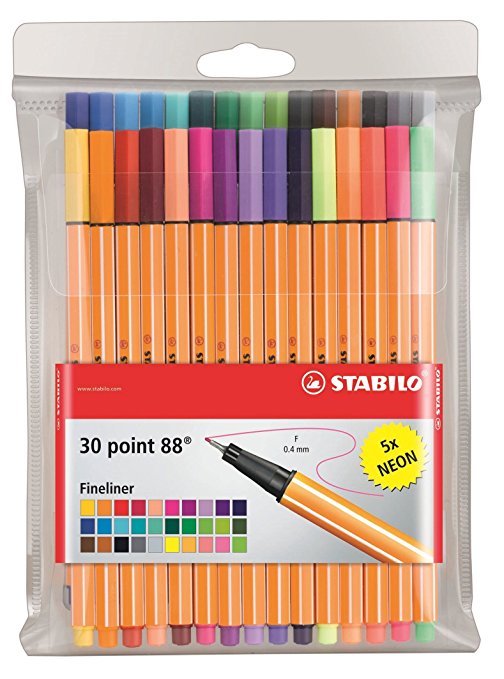 STABILO
www.stabilo.com
30 point 88®
F
0.4 mm
5x
NEON
Fineliner